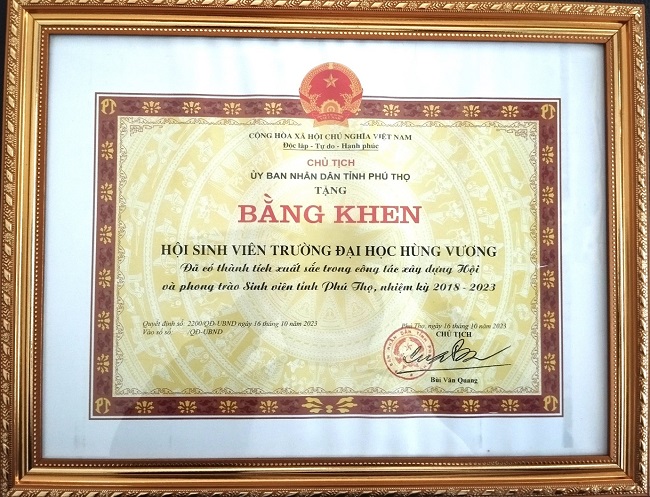 CỘNG HÒA XÃ HỘI CHỦ NGHĨA VIỆT NAM
Độc lập - Tự do - Hạnh phúc
CHỦ TỊCH
ỦY BAN NHÂN DÂN TỈNH PHÚ THỌ
TẶNG
BẰNG KHEN
HỘI SINH VIÊN TRƯỜNG ĐẠI HỌC HÙNG VƯƠNG
Đã có thành tích xuất sắc trong công tác xây dựng Hội
và phong trào Sinh viên tỉnh Phú Thọ, nhiệm kỳ 2018 - 2023
Quyết định số: 2200/QĐ-UBND ngày 16 tháng 10 năm 2023
Vào sổ số: /QĐ-UBND
Phú Thọ, ngày 16 tháng 10 năm 2023
CHỦ TỊCH
Bùi Văn Quang